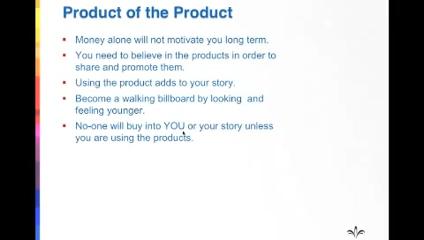 Product of the Product
Money alone will not motivate you long term.
You need to believe in the products in order to
share and promote them.
Using the product adds to your story.
Become a walking billboard by looking and
feeling younger.
No-one will buy into YOU or your story unless
you are using the products.